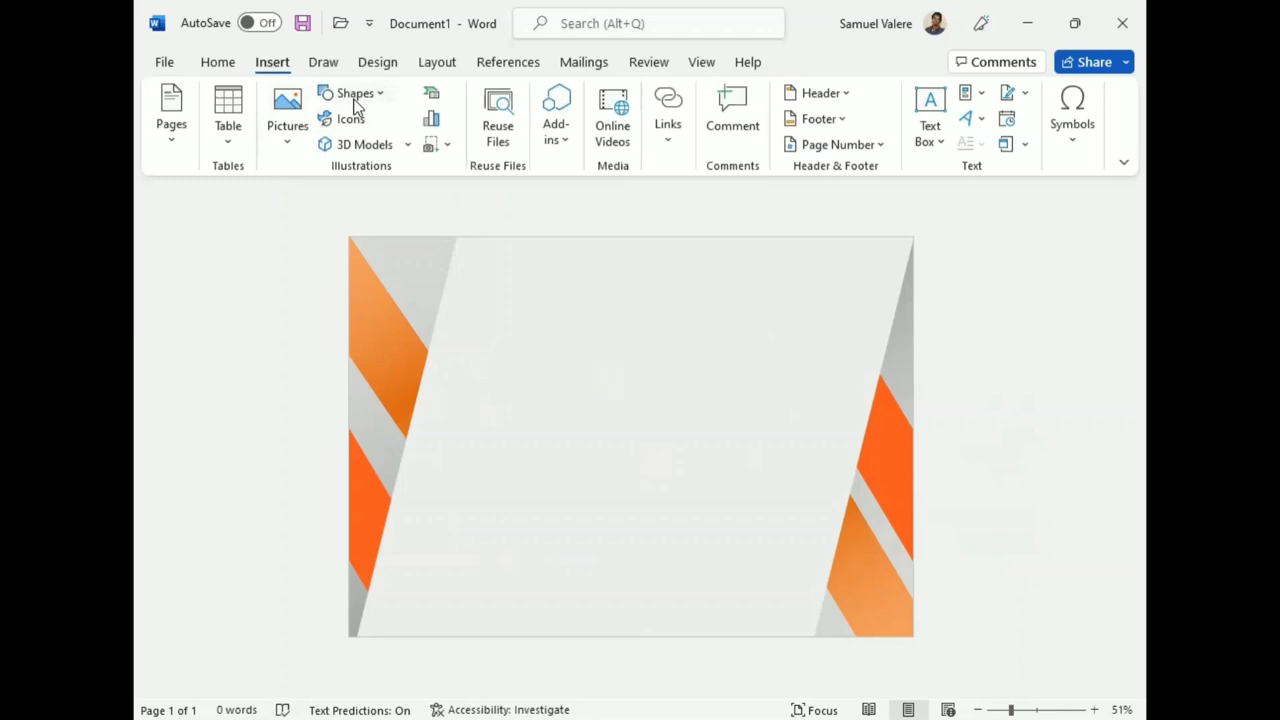 AutoSave Off Document1 - Word Search (Alt+Q) Samuel Valere
File Home Insert Draw Design Layout References Mailings Review View Help Comments Share
Pages
Table
Tables
Pictures
Shapes
Icons
3D Models
Illustrations
Reuse
Files
Reuse Files
Add-
ins
Online
Videos
Media
Links
Comment
Comments
Header
Footer
Page Number
Header & Footer
Text
Box
Text
Symbols
Page 1 of 1 0 words Text Predictions: On Accessibility: Investigate Focus 51%